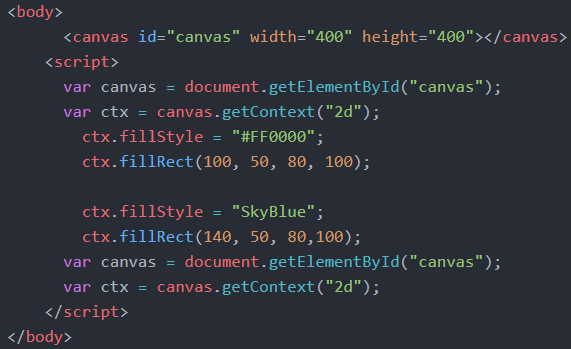 <body>
<canvas id="canvas" width="400" height="400"></canvas>
<script>
var canvas = document.getElementById("canvas");
var ctx = canvas.getContext("2d");
ctx.fillStyle = "#FF0000";
ctx.fillRect(100, 50, 80, 100);
ctx.fillStyle = "SkyBlue";
ctx.fillRect(140, 50, 80,100);
var canvas = document.getElementById("canvas");
var ctx = canvas.getContext("2d");
</script>
</body>